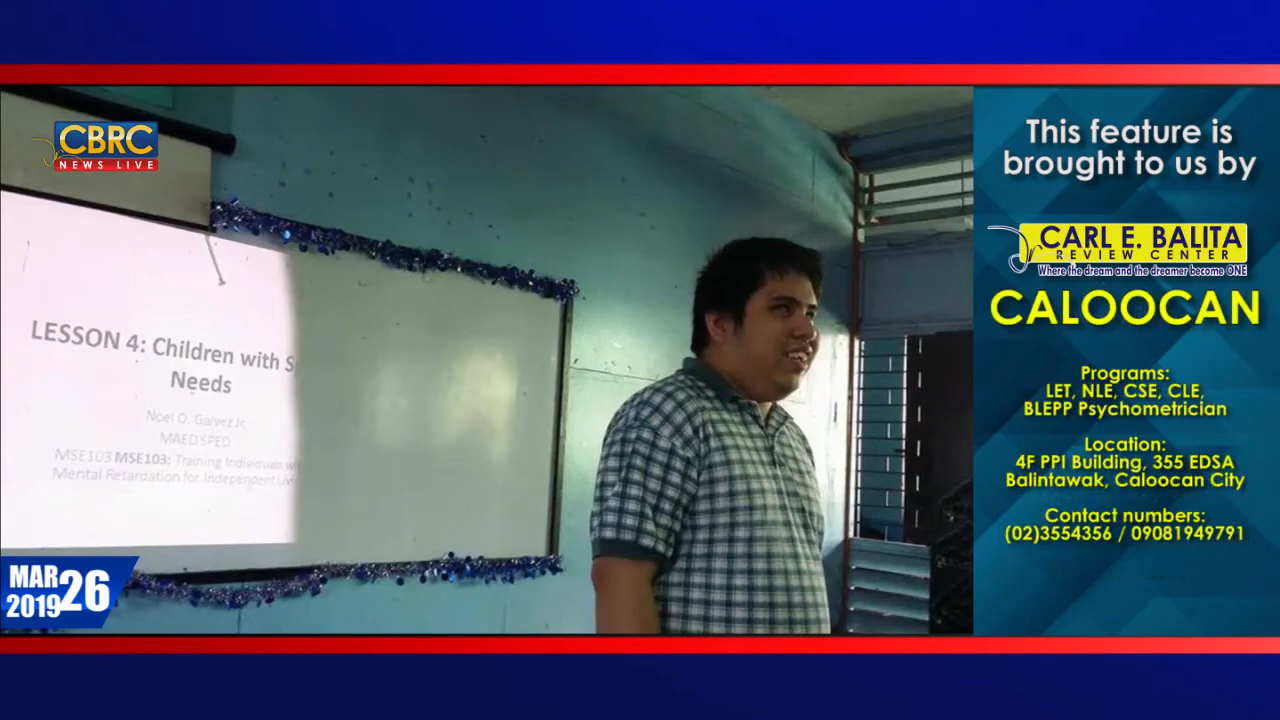 CBRC
NEWS LIVE
LESSON 4: Children with S
Needs
Noel O. Galvez Jr.
MAED SPED
MSE103 MSE103: Training Individuals wi
Mental Retardation for Independent Livi
MAR
2019
26
This feature is
brought to us by
CARL E. BALITA
REVIEW CENTER
Where the dream and the dreamer become ONE
CALOOCAN
Programs:
LET, NLE, CSE, CLE,
BLEPP Psychometrician
Location:
4F PPI Building, 355 EDSA
Balintawak, Caloocan City
Contact numbers:
(02)3554356 / 09081949791